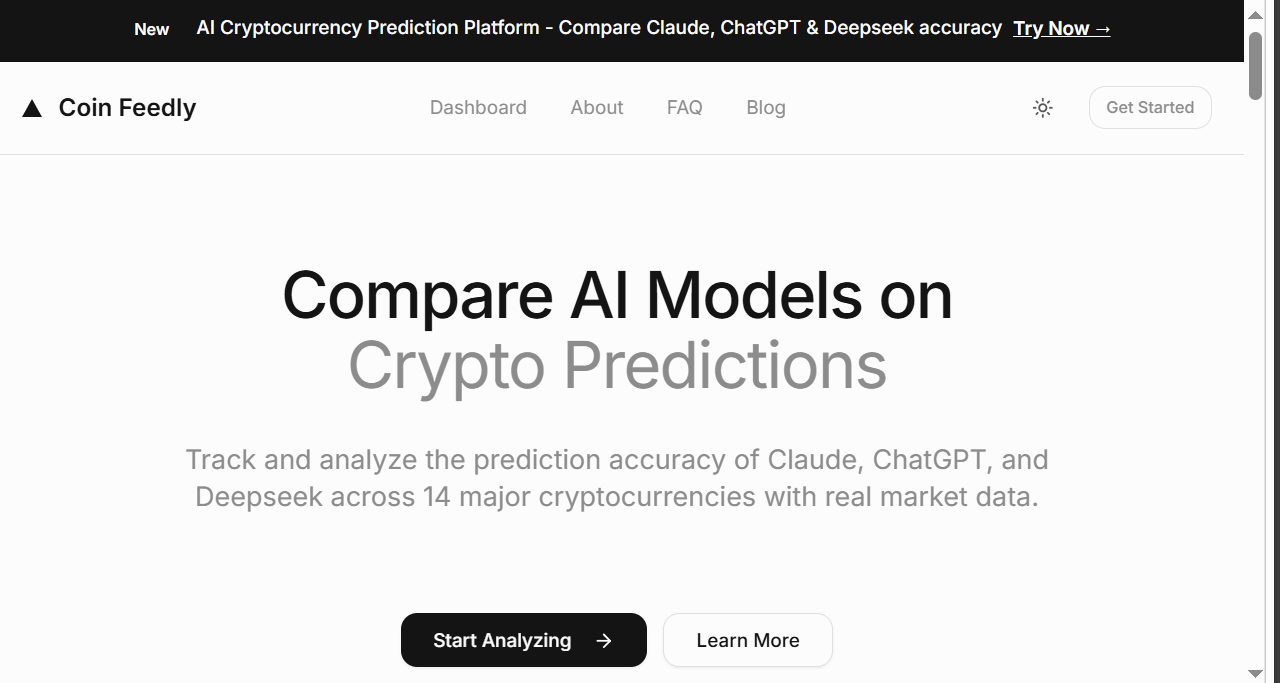 New AI Cryptocurrency Prediction Platform - Compare Claude, ChatGPT & Deepseek accuracy Try Now →
Coin Feedly Dashboard About FAQ Blog Get Started
Compare AI Models on
Crypto Predictions
Track and analyze the prediction accuracy of Claude, ChatGPT, and
Deepseek across 14 major cryptocurrencies with real market data.
Start Analyzing → Learn More